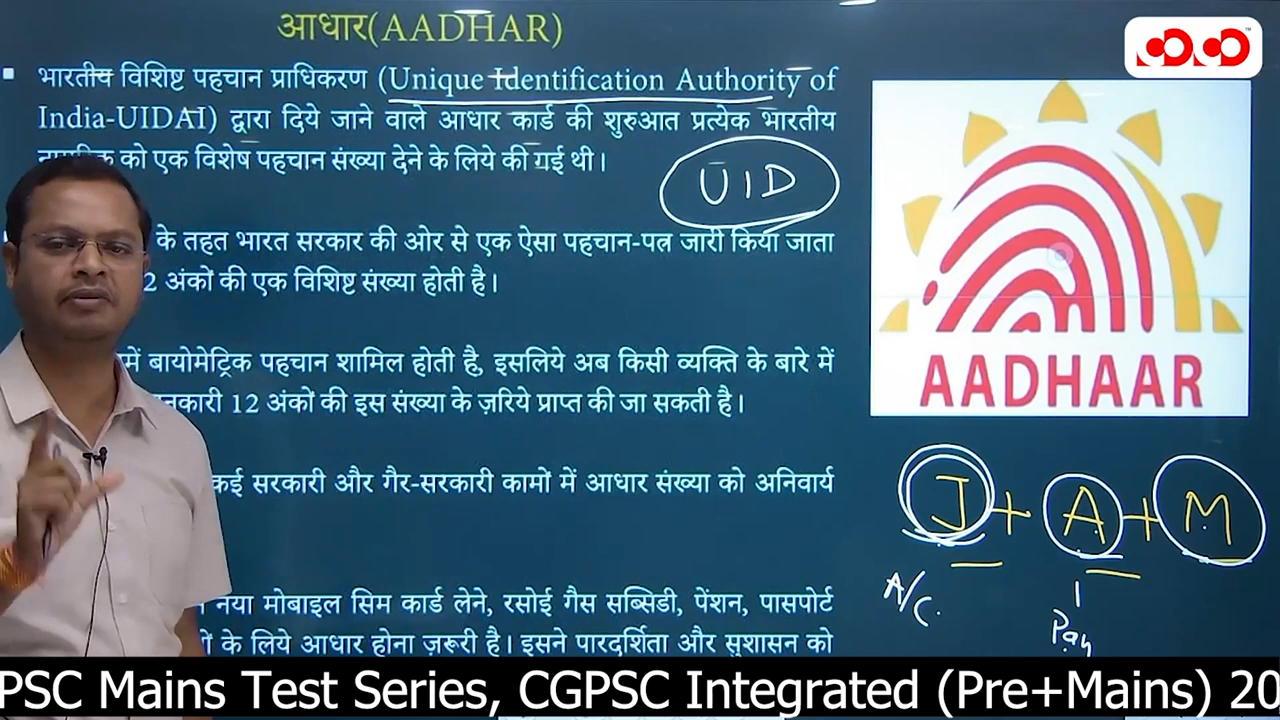 आधार(AADHAR)
भारतीय विशिष्ट पहचान प्राधिकरण (Unique Identification Authority of
India-UIDAI) द्वारा दिये जाने वाले आधार कार्ड की शुरुआत प्रत्येक भारतीय
को एक विशेष पहचान संख्या देने के लिये की गई थी।
UID
के तहत भारत सरकार की ओर से एक ऐसा पहचान-पत्र जारी किया जाता
2 अंकों की एक विशिष्ट संख्या होती है।
में बायोमेट्रिक पहचान शामिल होती है, इसलिये अब किसी व्यक्ति के बारे में
12 अंकों की इस संख्या के ज़रिये प्राप्त की जा सकती है।
कई सरकारी और गैर-सरकारी कामों में आधार संख्या को अनिवार्य
नया मोबाइल सिम कार्ड लेने, रसोई गैस सब्सिडी, पेंशन, पासपोर्ट
के लिये आधार होना ज़रूरी है। इसने पारदर्शिता और सुशासन को
AADHAAR
J + A + M
A/C.
Pay
PSC Mains Test Series, CGPSC Integrated (Pre+Mains) 20